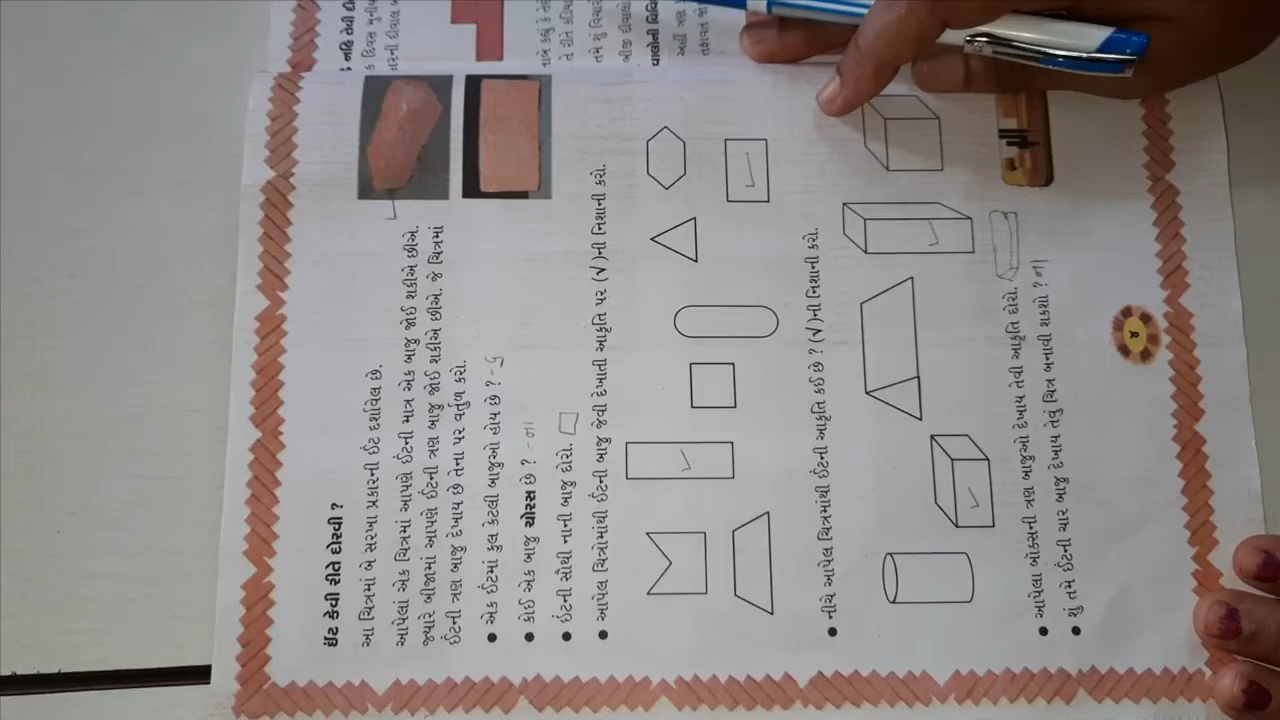 ઈંટ કેવી રીતે દોરવી ?
આ ચિત્રમાં બે સરખા પ્રકારની ઈંટ દર્શાવેલ છે.
આપેલાં એક ચિત્રમાં આપણે ઈંટની માત્ર એક બાજુ જોઈ શકીએ છીએ.
જ્યારે બીજામાં આપણે ઈંટની ત્રણ બાજુ જોઈ શકીએ છીએ. જે ચિત્રમાં
ઈંટની ત્રણ બાજુ દેખાય છે તેના પર વર્તુળ કરો.
● એક ઈંટમાં કુલ કેટલી બાજુઓ હોય છે ? - ૬
● કોઈ એક બાજુ ચોરસ છે ? - ના
● ઈંટની સૌથી નાની બાજુ દોરો.
● આપેલ ચિત્રોમાંથી ઈંટની બાજુ જેવી દેખાતી આકૃતિ પર (√)ની નિશાની કરો.
● નીચે આપેલ ચિત્રમાંથી ઈંટની આકૃતિ કઈ છે ? (√)ની નિશાની કરો.
● આપેલા બૉક્સની ત્રણ બાજુઓ દેખાય તેવી આકૃતિ દોરો.
● શું તમે ઈંટની ચાર બાજુ દેખાય તેવું ચિત્ર બનાવી શકશો ? ના
૪